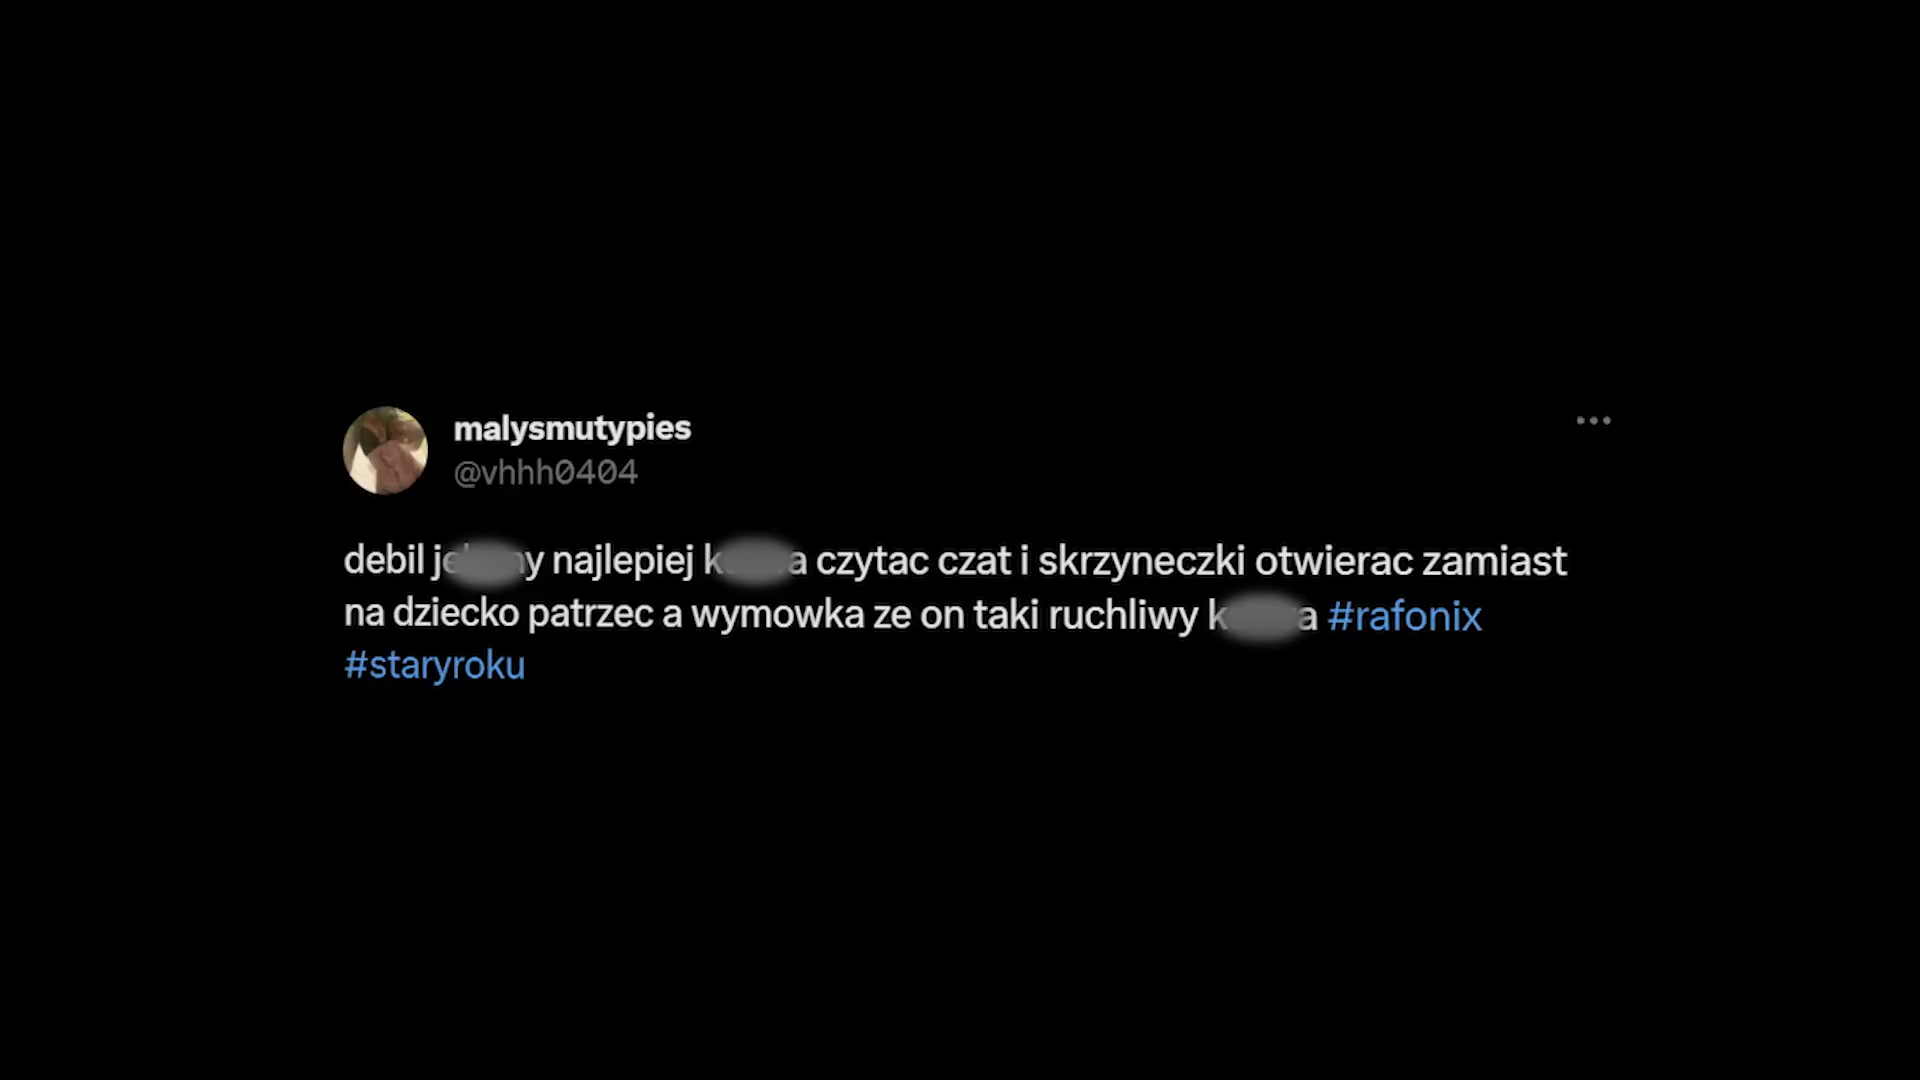 malysmutypies
@vhhh0404
debil najlepiej czytac czat i skrzyneczki otwierac zamiast
na dziecko patrzec a wymowka ze on taki ruchliwy #rafonix
#staryroku